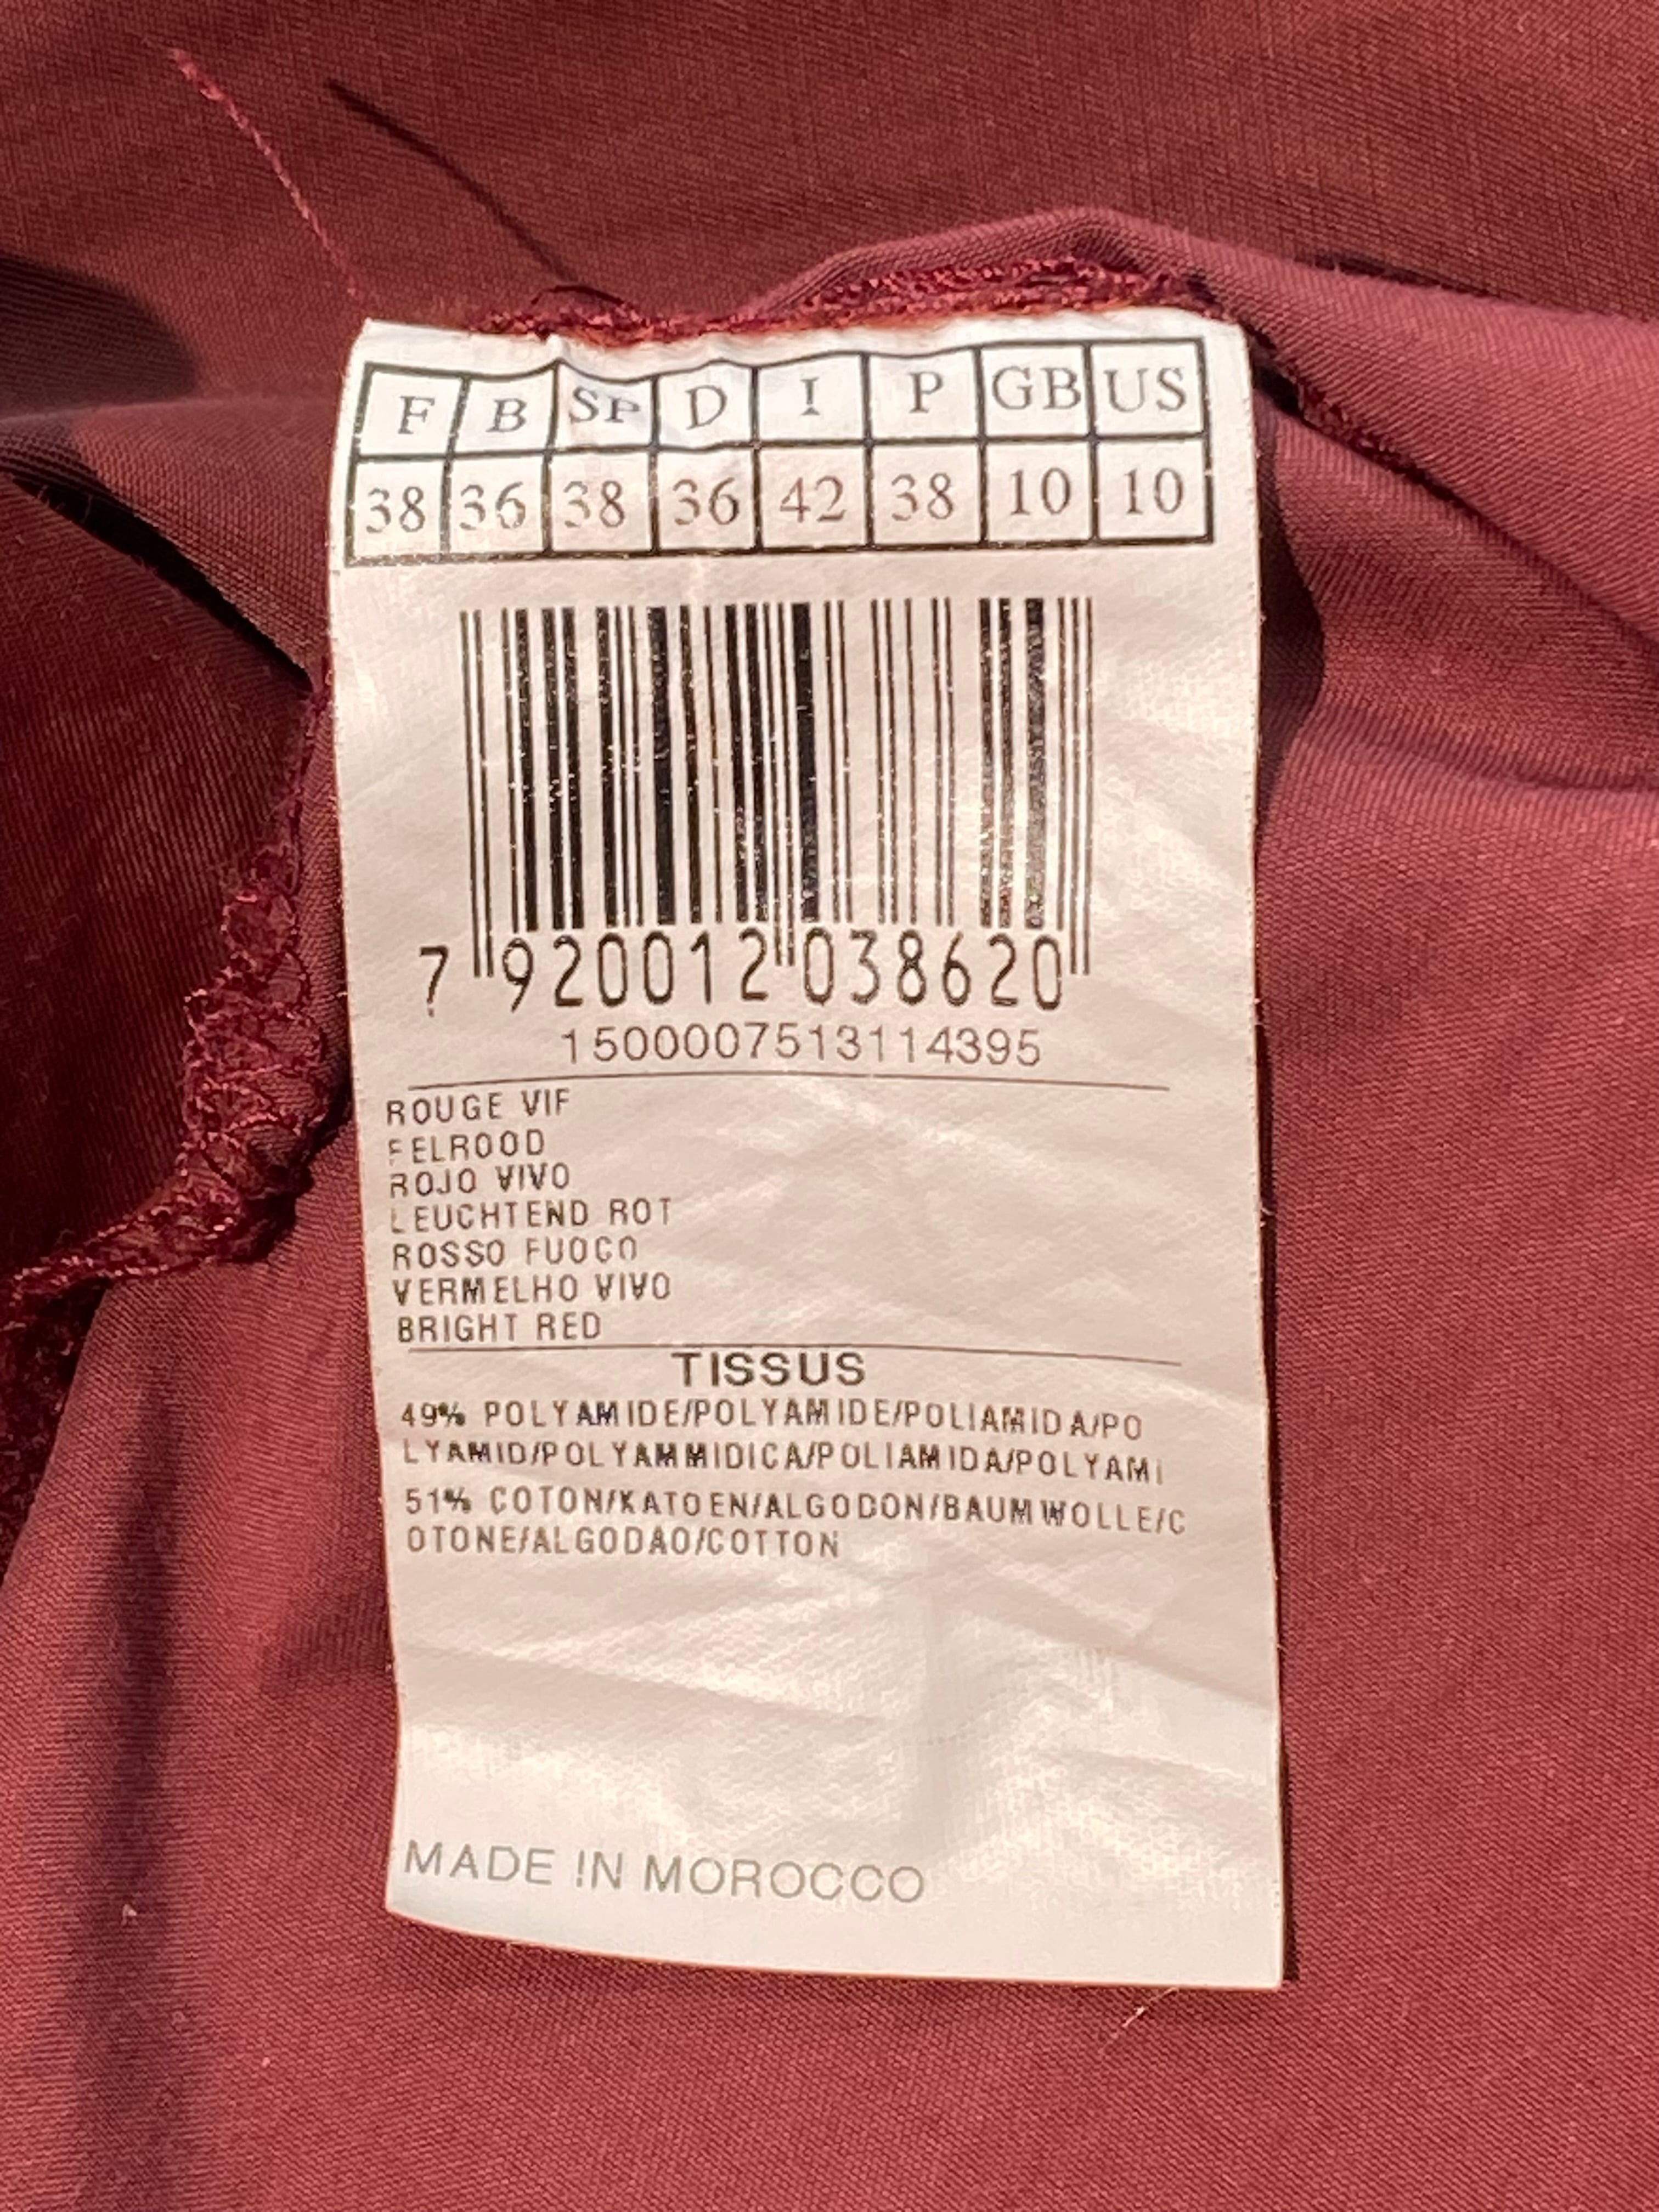 F B SP D I P GB US
38 36 38 36 42 38 10 10
7 920012 038620
1500007513114395
ROUGE VIF
FELROOD
ROJO VIVO
LEUCHTEND ROT
ROSSO FUOCO
VERMELHO VIVO
BRIGHT RED
TISSUS
49% POLYAMIDE/POLYAMIDE/POLIAMIDA/PO
LYAMID/POLYAMMIDICA/POLIAMIDA/POLYAMI
51% COTON/KATOEN/ALGODON/BAUMWOLLE/C
OTONE/ALGODAO/COTTON
MADE IN MOROCCO